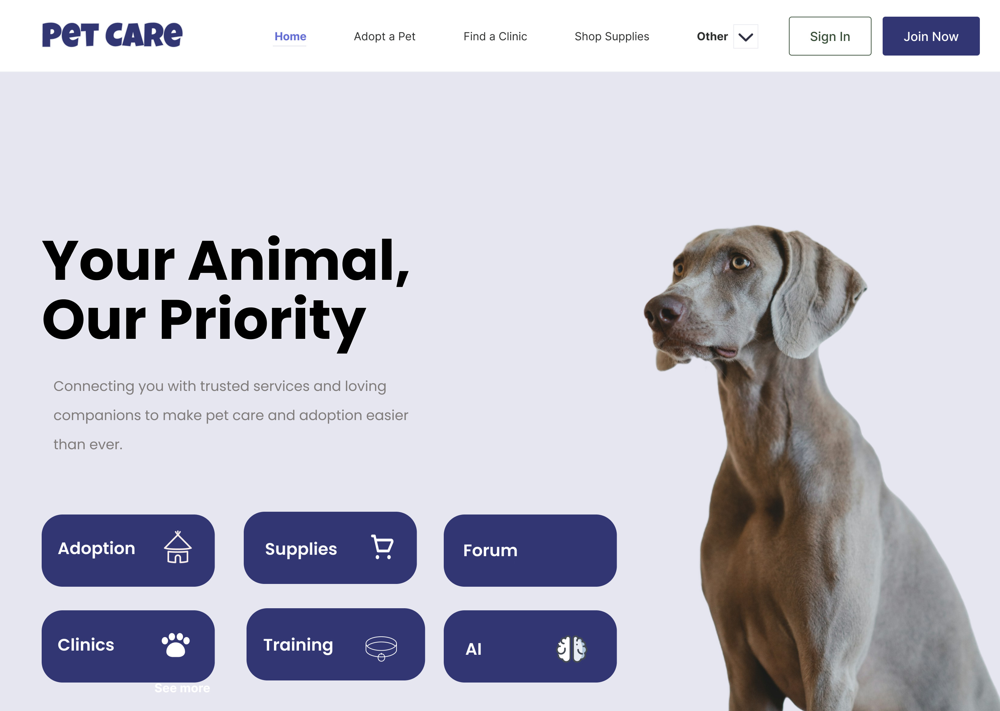 PET CARE
Home
Adopt a Pet
Find a Clinic
Shop Supplies
Other
Sign In
Join Now
Your Animal,
Our Priority
Connecting you with trusted services and loving
companions to make pet care and adoption easier
than ever.
Adoption
Supplies
Forum
Clinics
Training
AI
See more